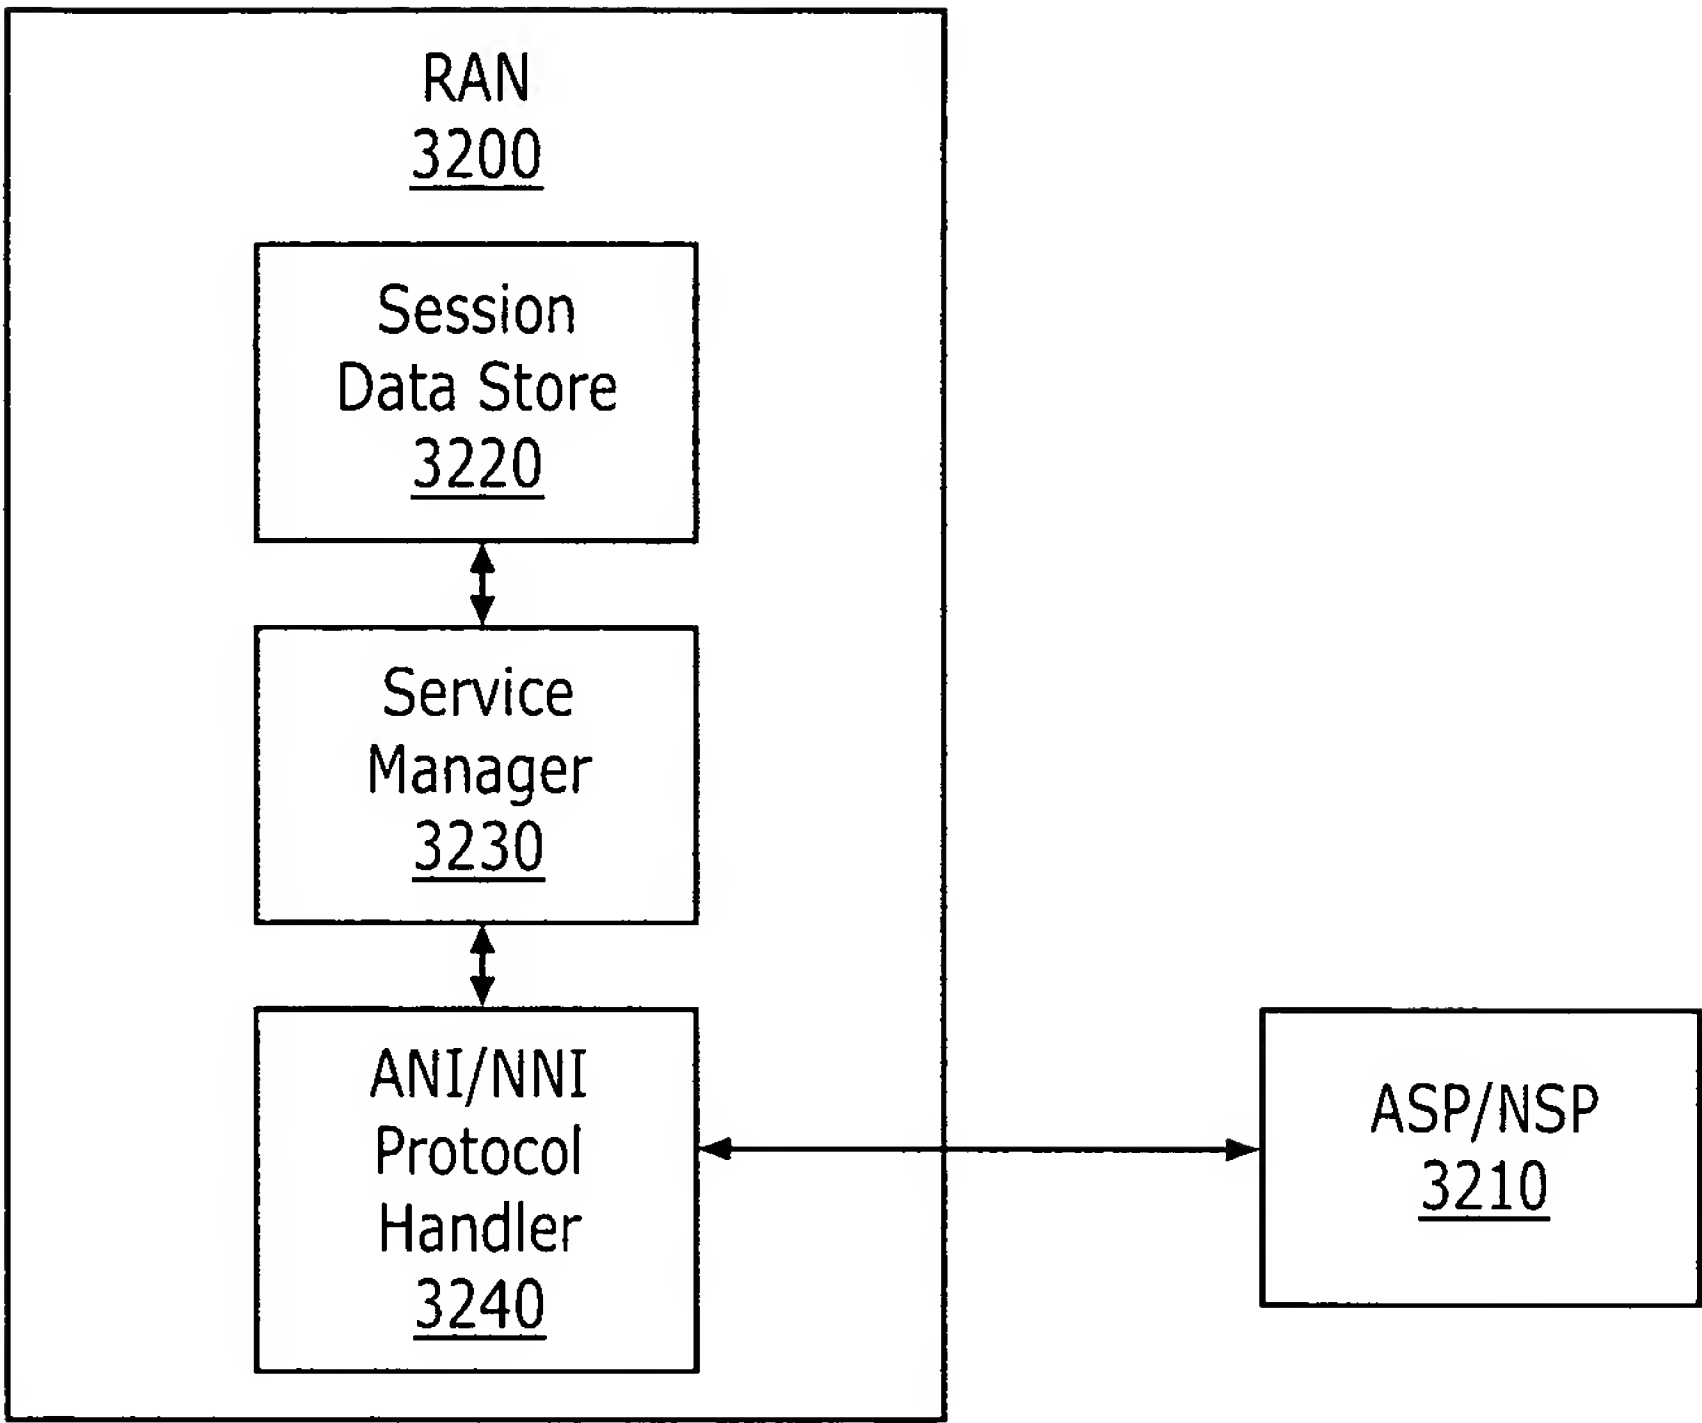 RAN
3200
Session
Data Store
3220
Service
Manager
3230
ANI/NNI
Protocol
Handler
3240
ASP/NSP
3210